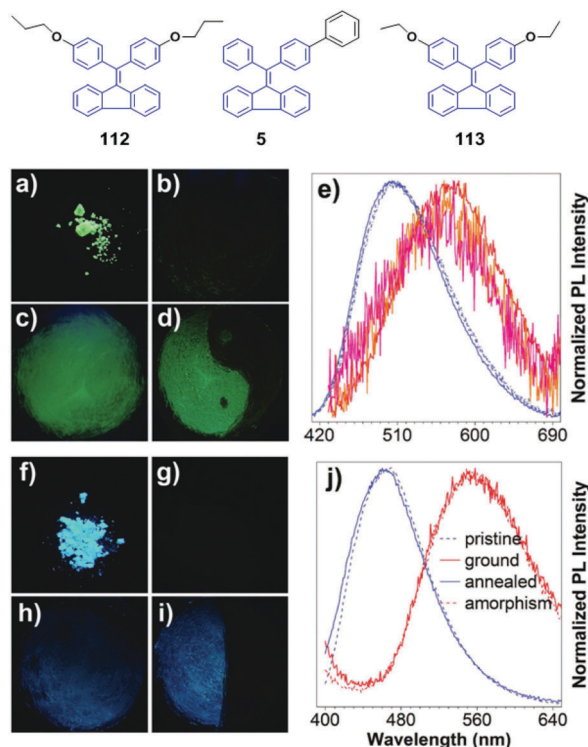 O O O O
112 5 113
a) b) e)
c) d)
Normalized PL Intensity
420 510 600 690
f) g) j)
pristine
ground
annealed
amorphism
h) i)
Normalized PL Intensity
400 480 560 640
Wavelength (nm)